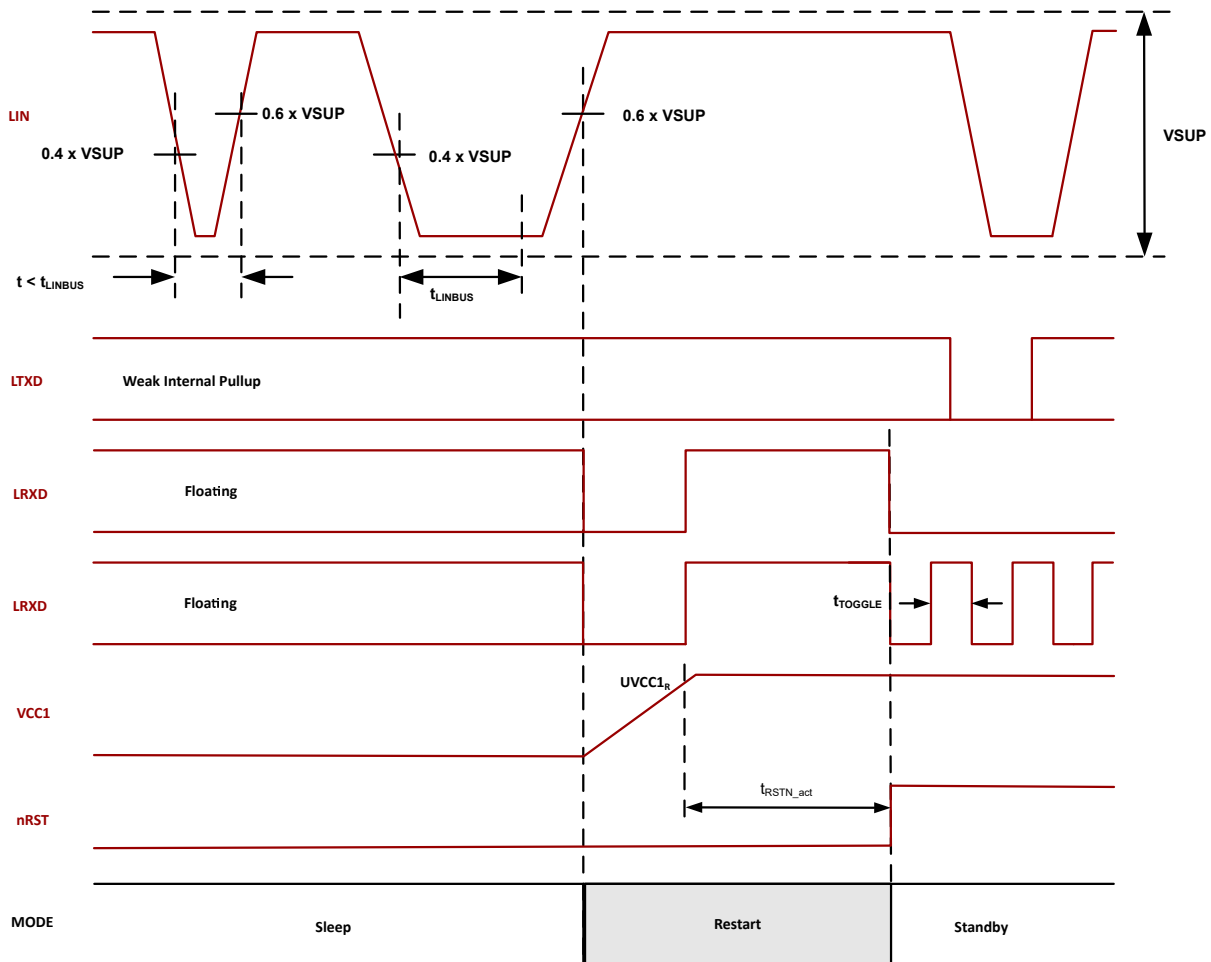 LIN
0.6 x VSUP
0.4 x VSUP
0.4 x VSUP
0.6 x VSUP
VSUP
t < tLINBUS
tLINBUS
LTXD
Weak Internal Pullup
LRXD
Floating
LRXD
Floating
tTOGGLE
VCC1
UVCC1R
nRST
tRSTN_act
MODE
Sleep
Restart
Standby